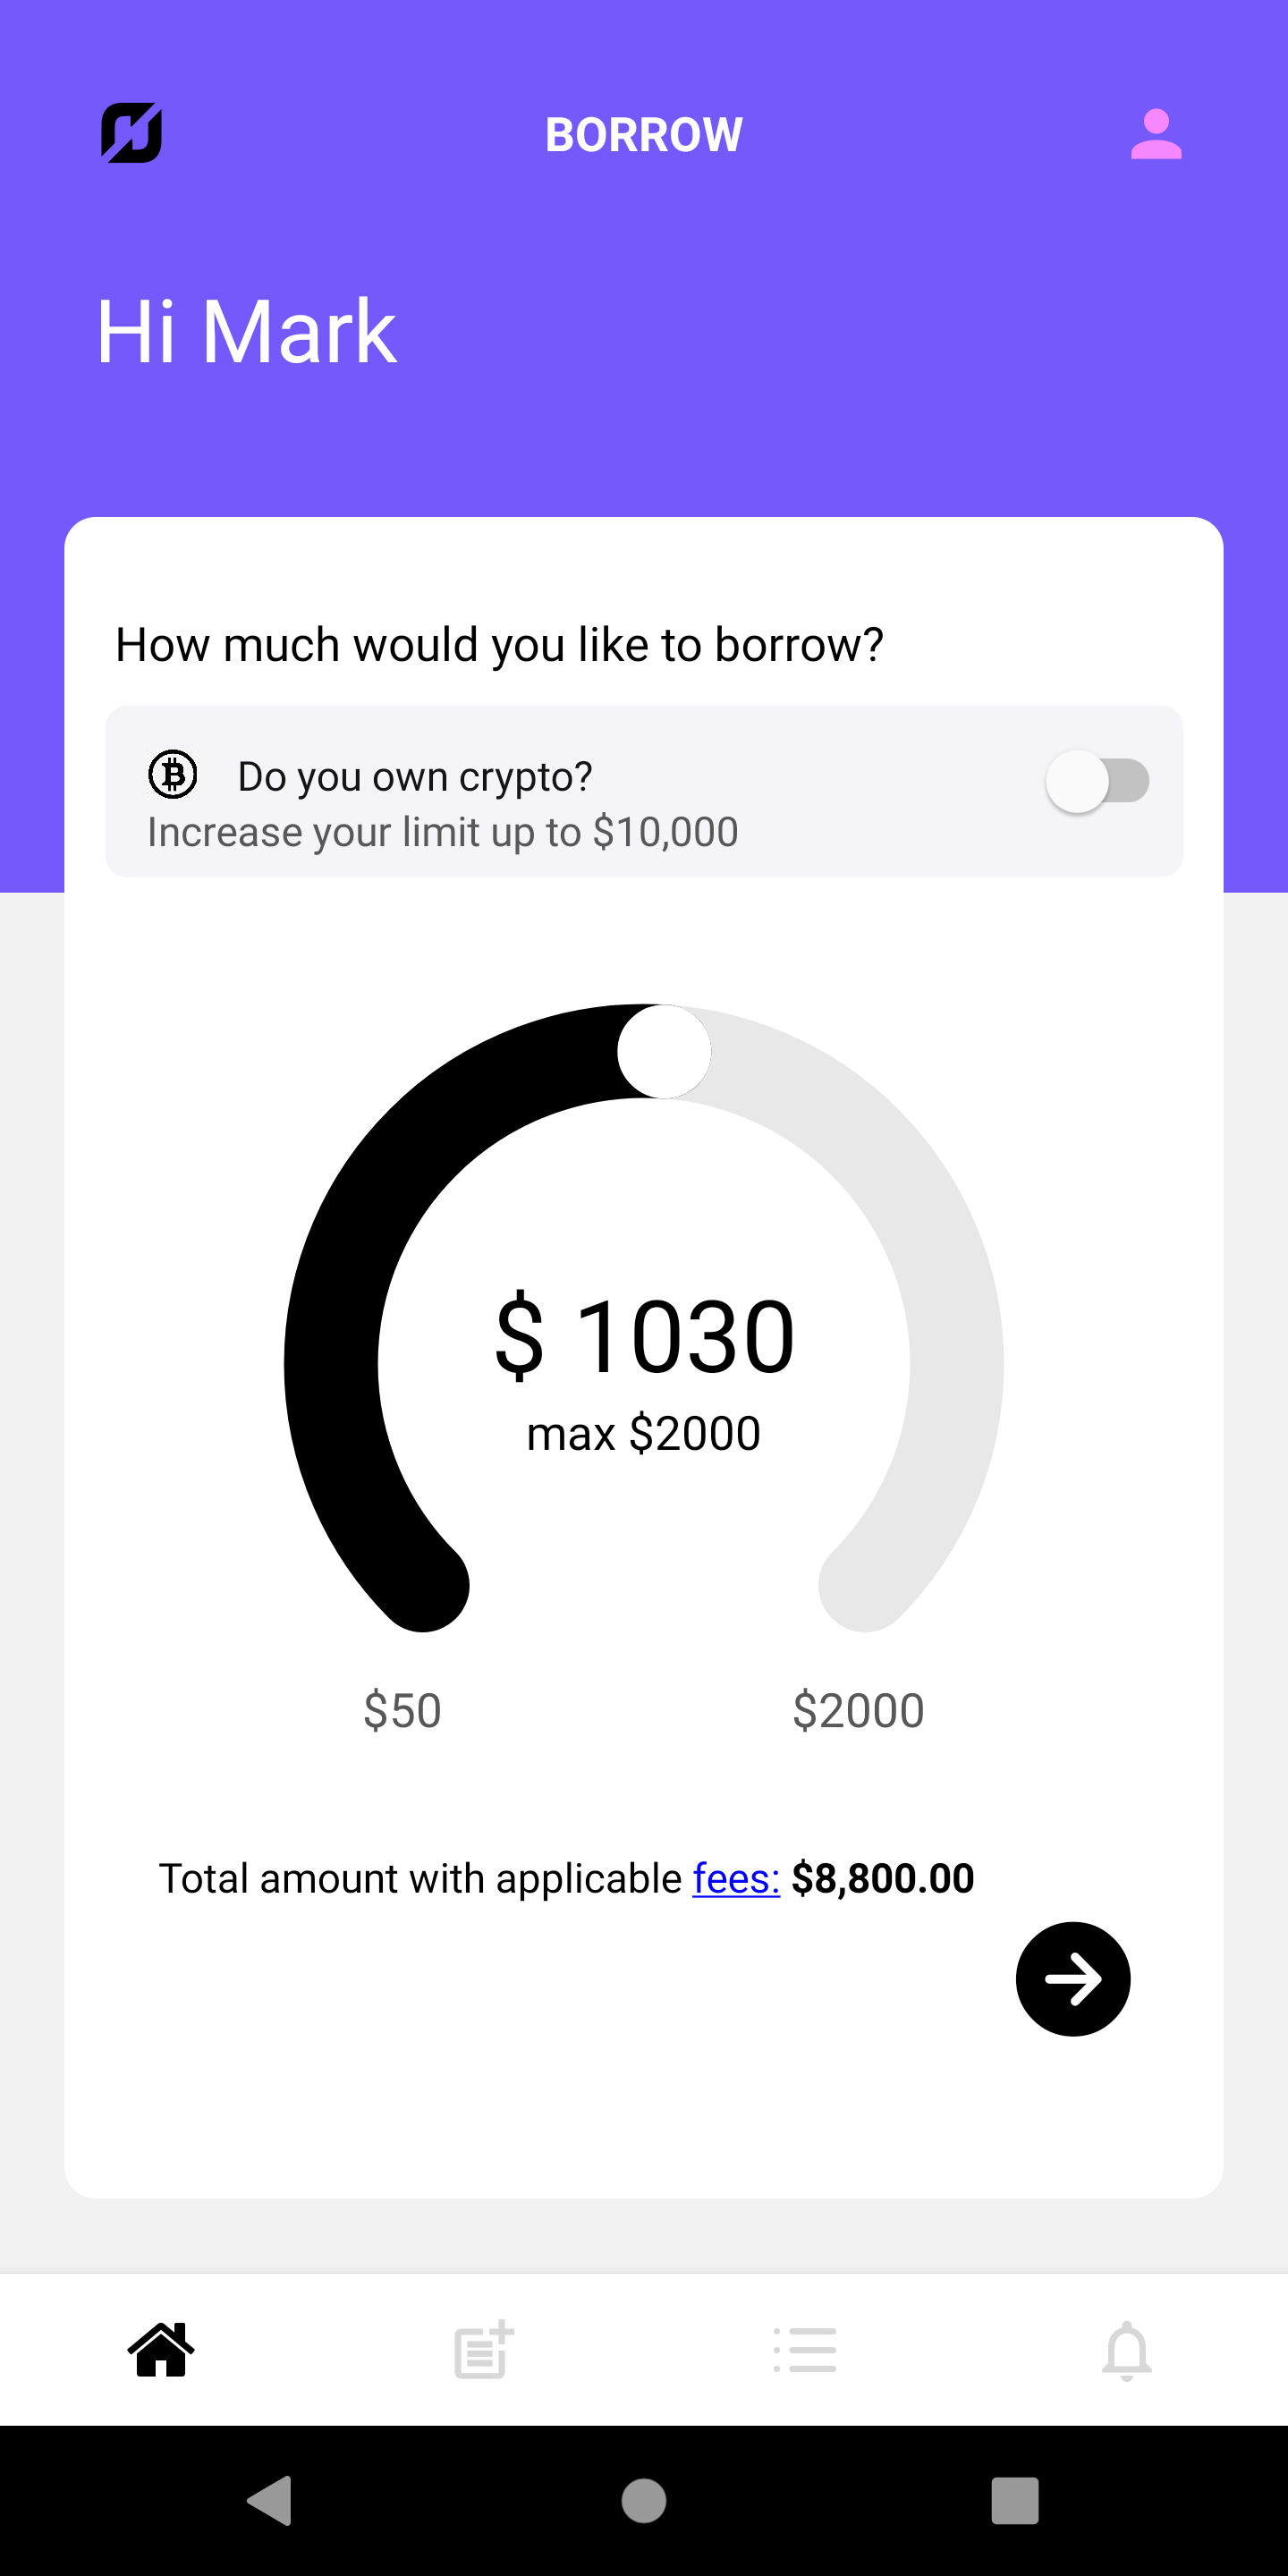 BORROW
Hi Mark
How much would you like to borrow?
Do you own crypto?
Increase your limit up to $10,000
$ 1030
max $2000
$50 $2000
Total amount with applicable fees: $8,800.00